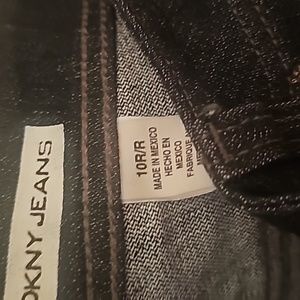 DKNY JEANS
10R/R
MADE IN MEXICO
HECHO EN
MEXICO
FABRIQUE